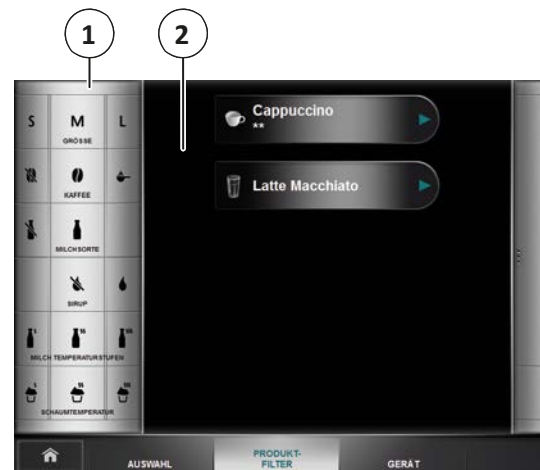 1 2
Cappuccino
**
Latte Macchiato
S M L
GRÖSSE
KAFFEE
MILCHSORTE
SIRUP
MILCH TEMPERATURSTUFEN
SCHAUMTEMPERATUR
AUSWAHL
PRODUKT-
FILTER
GERÄT